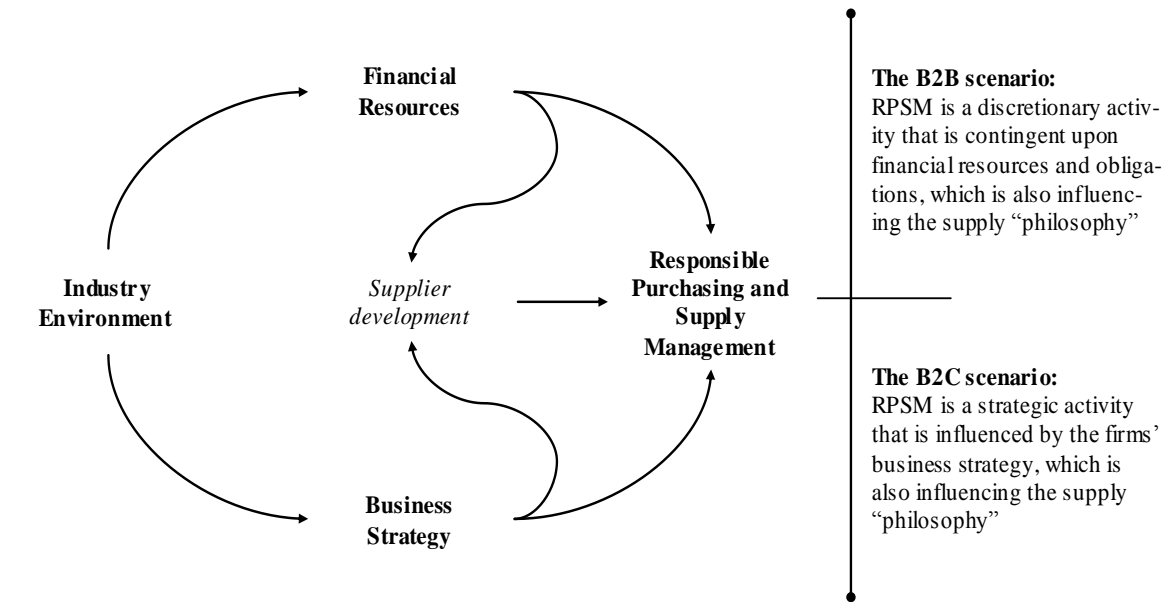 Financial
Resources
Industry
Environment
Supplier
development
Responsible
Purchasing and
Supply
Management
Business
Strategy
The B2B scenario:
RPSM is a discretionary activ-
ity that is contingent upon
financial resources and obliga-
tions, which is also influenc-
ing the supply “philosophy”
The B2C scenario:
RPSM is a strategic activity
that is influenced by the firms’
business strategy, which is
also influencing the supply
“philosophy”